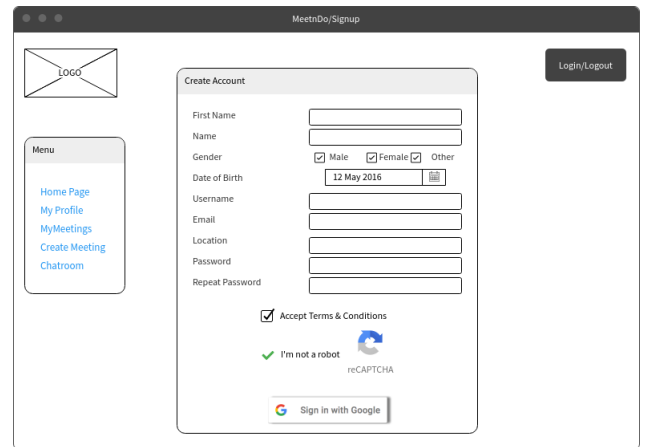 MeetnDo/Signup
LOGO
Login/Logout
Menu
Home Page
My Profile
MyMeetings
Create Meeting
Chatroom
Create Account
First Name
Name
Gender Male Female Other
Date of Birth 12 May 2016
Username
Email
Location
Password
Repeat Password
Accept Terms & Conditions
I'm not a robot
reCAPTCHA
Sign in with Google